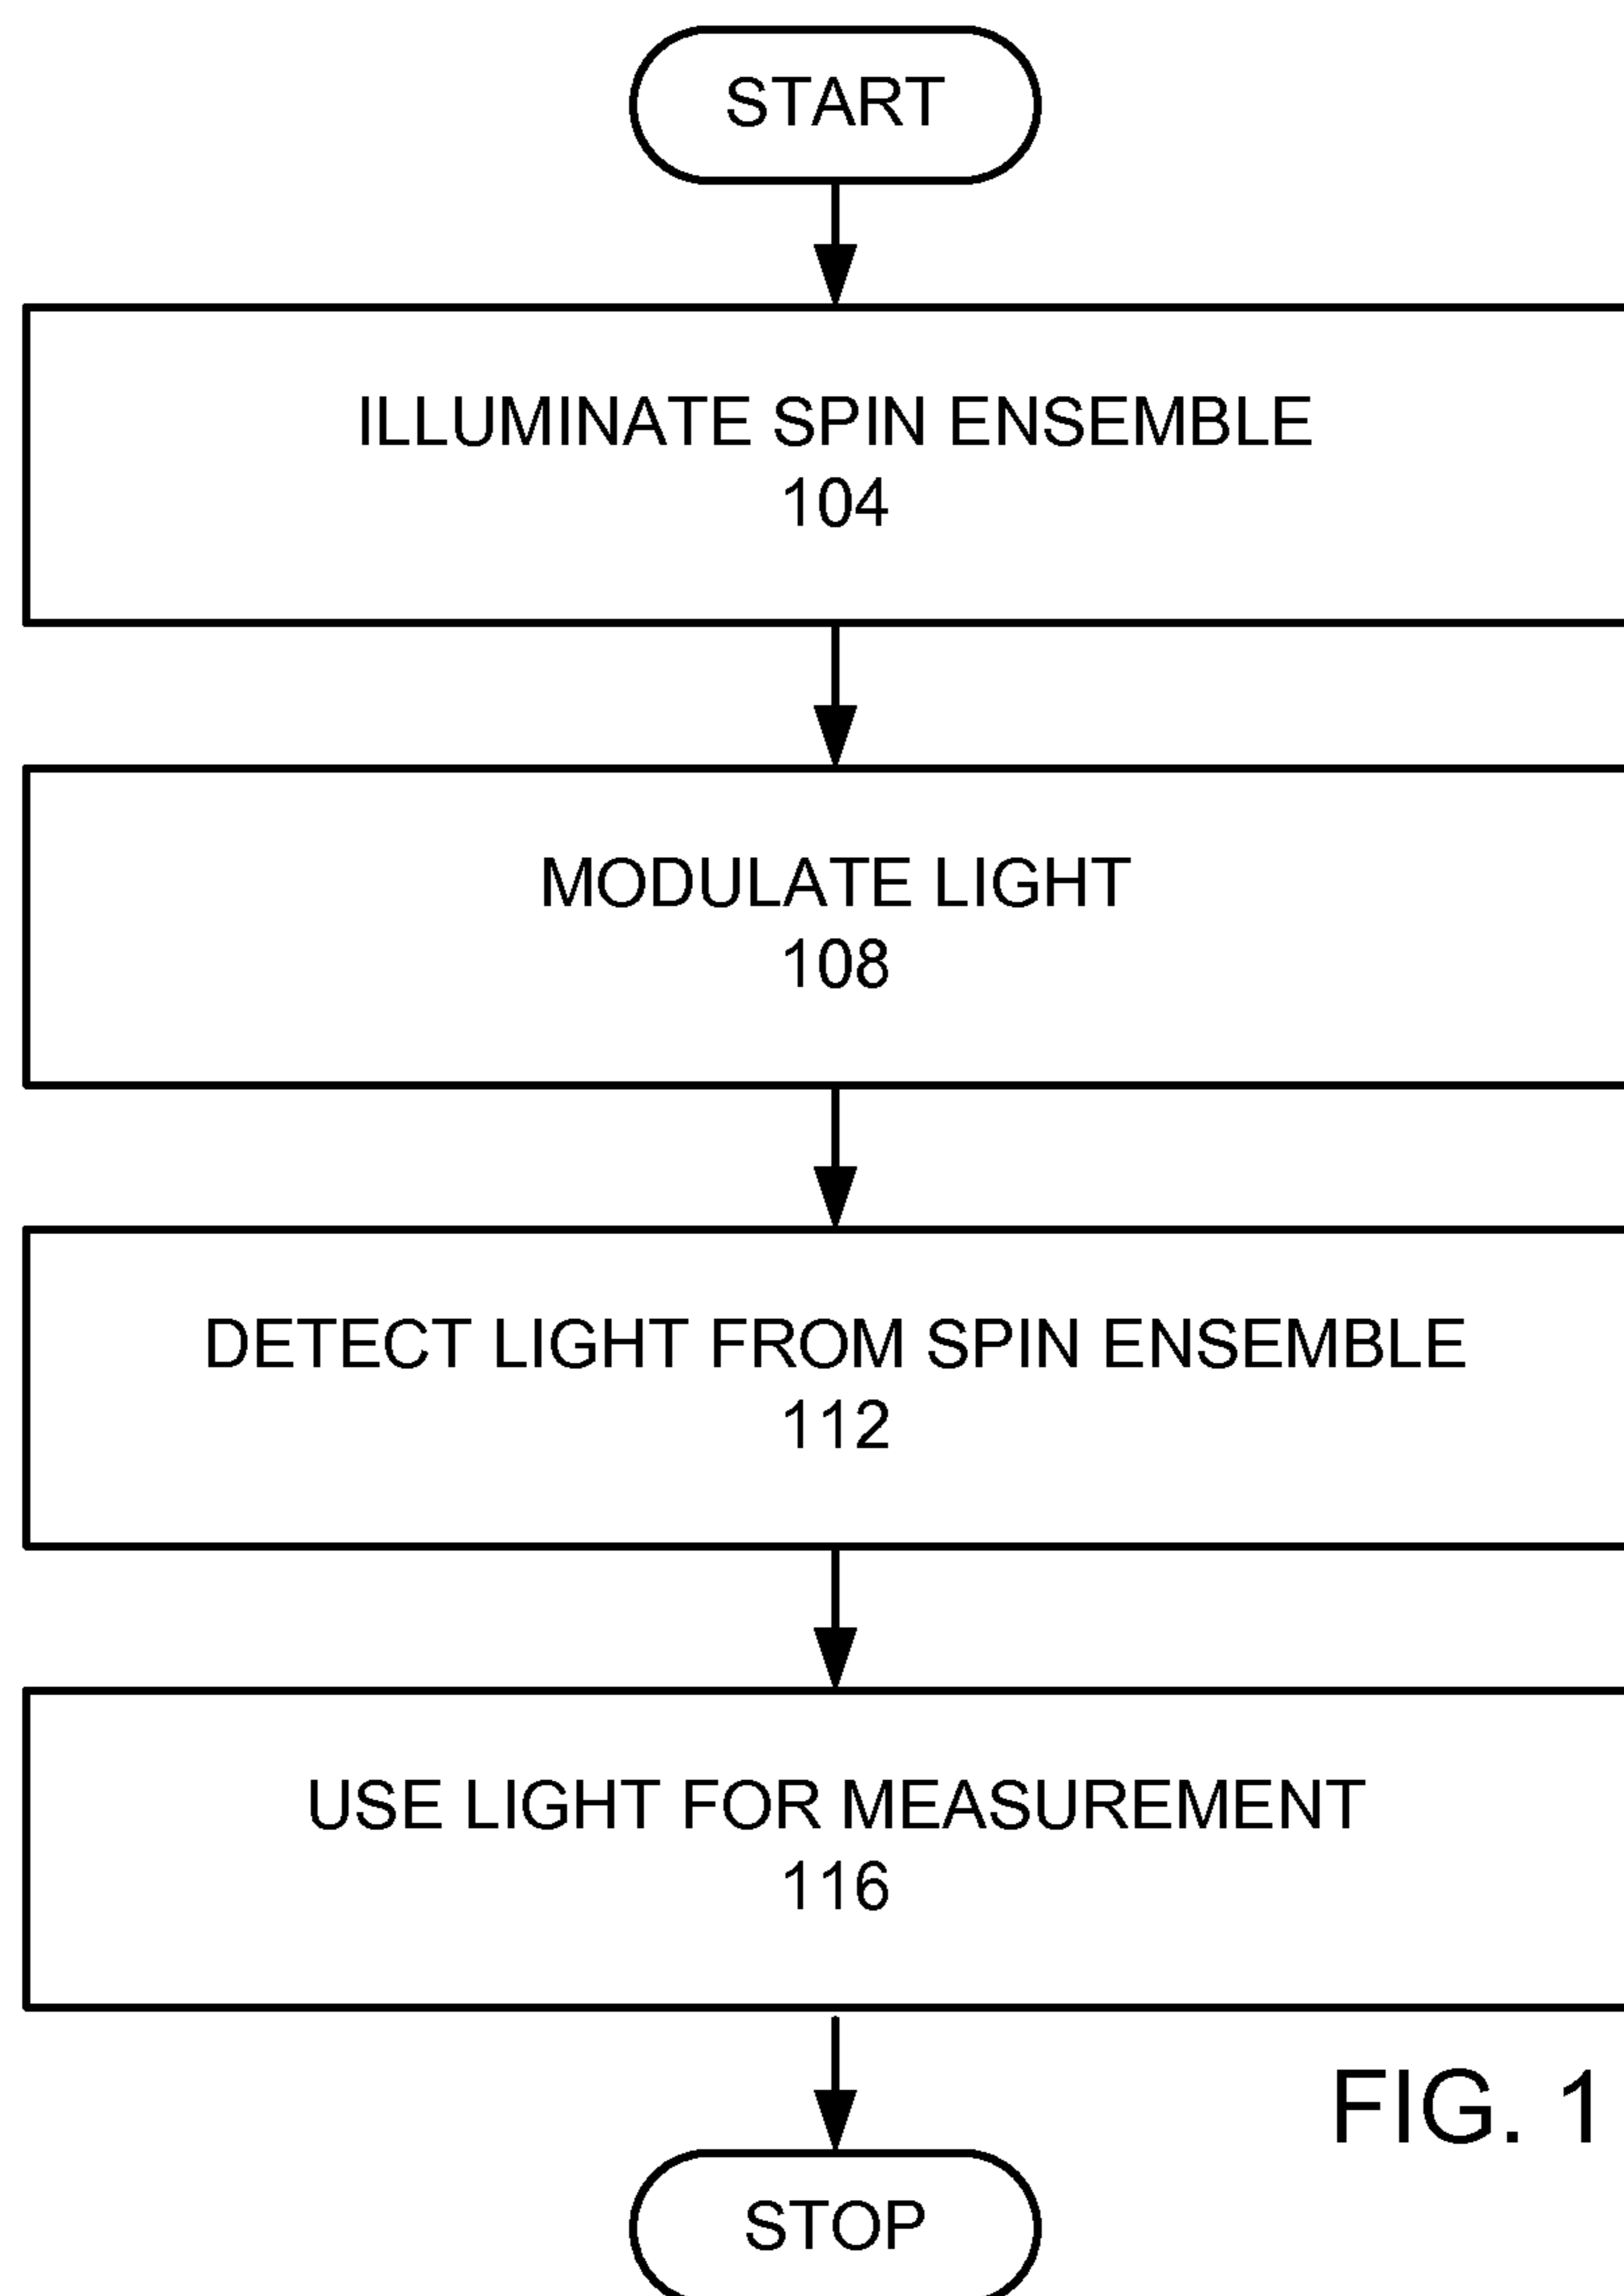 START
ILLUMINATE SPIN ENSEMBLE
104
MODULATE LIGHT
108
DETECT LIGHT FROM SPIN ENSEMBLE
112
USE LIGHT FOR MEASUREMENT
116
FIG. 1
STOP